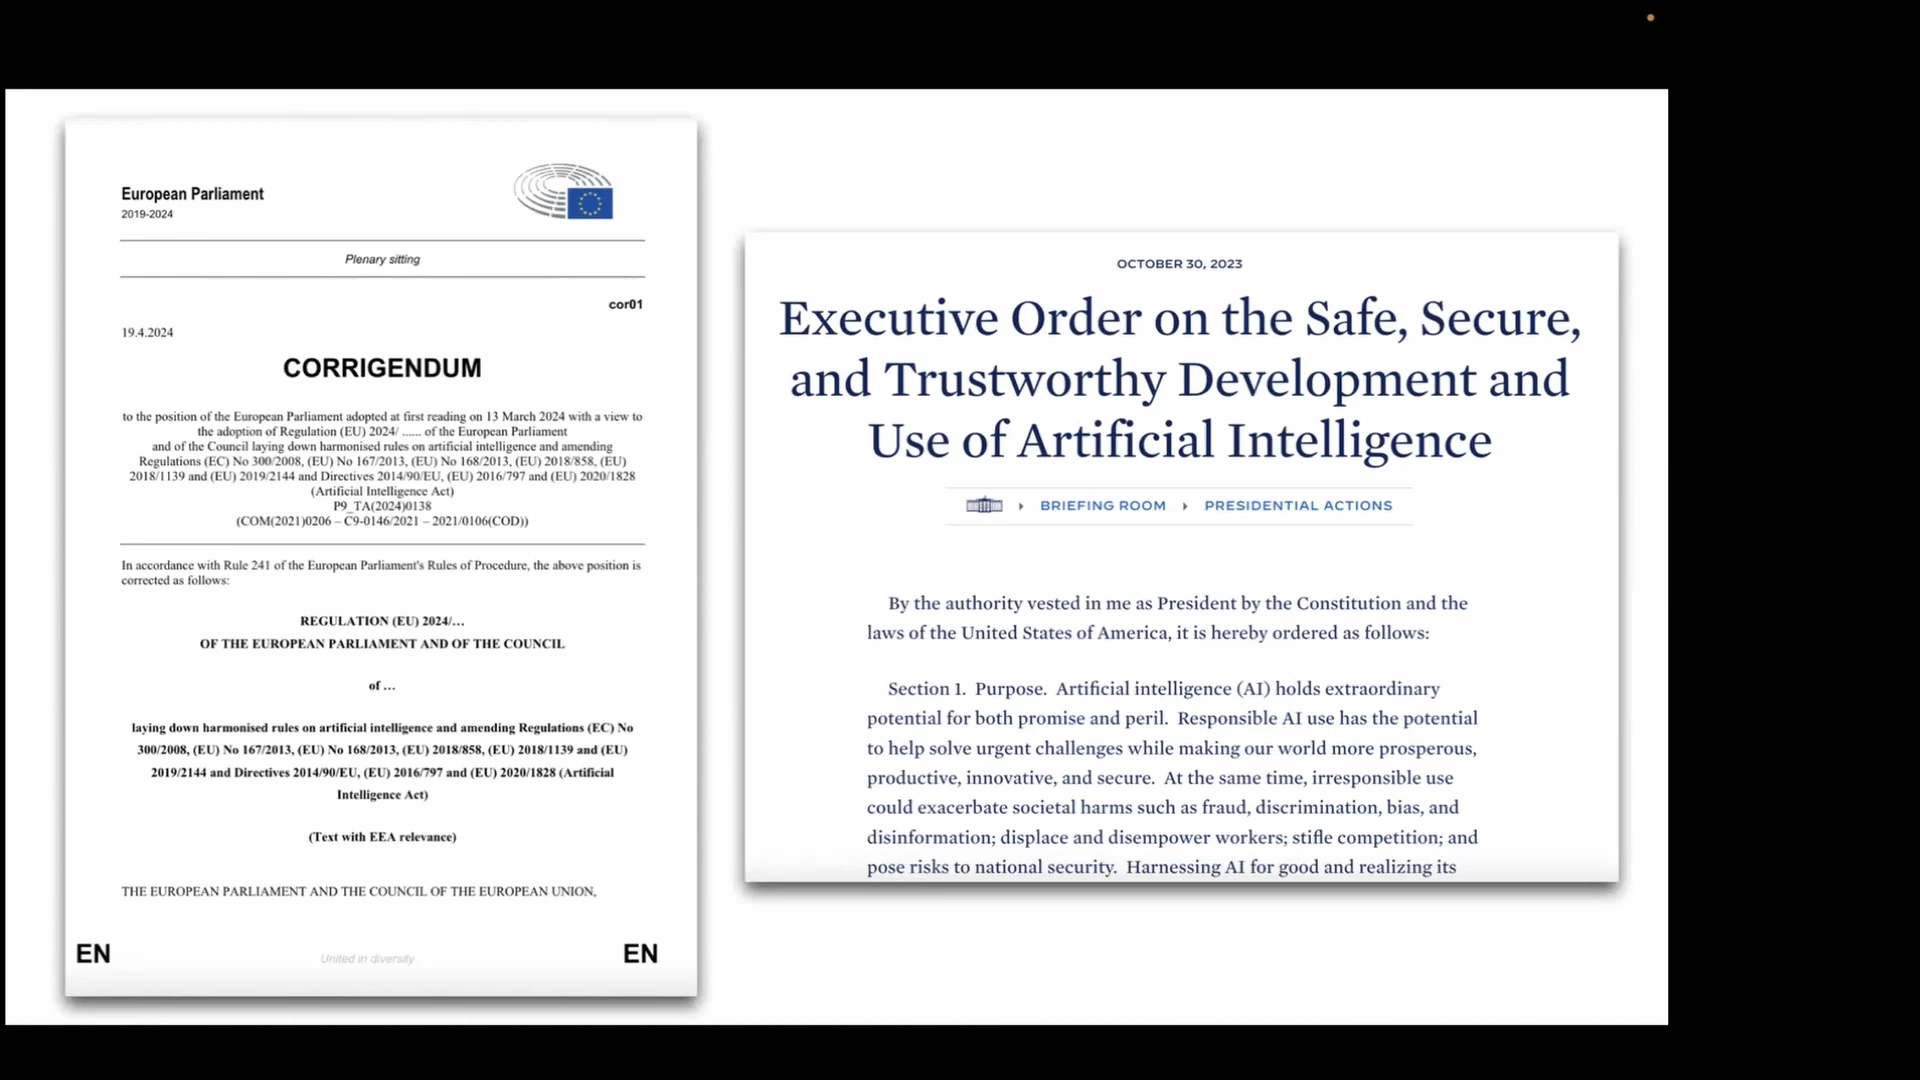 European Parliament
2019-2024
Plenary sitting
cor01
19.4.2024
CORRIGENDUM
to the position of the European Parliament adopted at first reading on 13 March 2024 with a view to
the adoption of Regulation (EU) 2024/ ...... of the European Parliament
and of the Council laying down harmonised rules on artificial intelligence and amending
Regulations (EC) No 300/2008, (EU) No 167/2013, (EU) No 168/2013, (EU) 2018/858, (EU)
2018/1139 and (EU) 2019/2144 and Directives 2014/90/EU, (EU) 2016/797 and (EU) 2020/1828
(Artificial Intelligence Act)
P9_TA(2024)0138
(COM(2021)0206 – C9-0146/2021 – 2021/0106(COD))
In accordance with Rule 241 of the European Parliament's Rules of Procedure, the above position is
corrected as follows:
REGULATION (EU) 2024/…
OF THE EUROPEAN PARLIAMENT AND OF THE COUNCIL
of …
laying down harmonised rules on artificial intelligence and amending Regulations (EC) No
300/2008, (EU) No 167/2013, (EU) No 168/2013, (EU) 2018/858, (EU) 2018/1139 and (EU)
2019/2144 and Directives 2014/90/EU, (EU) 2016/797 and (EU) 2020/1828 (Artificial
Intelligence Act)
(Text with EEA relevance)
THE EUROPEAN PARLIAMENT AND THE COUNCIL OF THE EUROPEAN UNION,
EN United in diversity EN
OCTOBER 30, 2023
Executive Order on the Safe, Secure,
and Trustworthy Development and
Use of Artificial Intelligence
BRIEFING ROOM PRESIDENTIAL ACTIONS
By the authority vested in me as President by the Constitution and the
laws of the United States of America, it is hereby ordered as follows:
Section 1. Purpose. Artificial intelligence (AI) holds extraordinary
potential for both promise and peril. Responsible AI use has the potential
to help solve urgent challenges while making our world more prosperous,
productive, innovative, and secure. At the same time, irresponsible use
could exacerbate societal harms such as fraud, discrimination, bias, and
disinformation; displace and disempower workers; stifle competition; and
pose risks to national security. Harnessing AI for good and realizing its